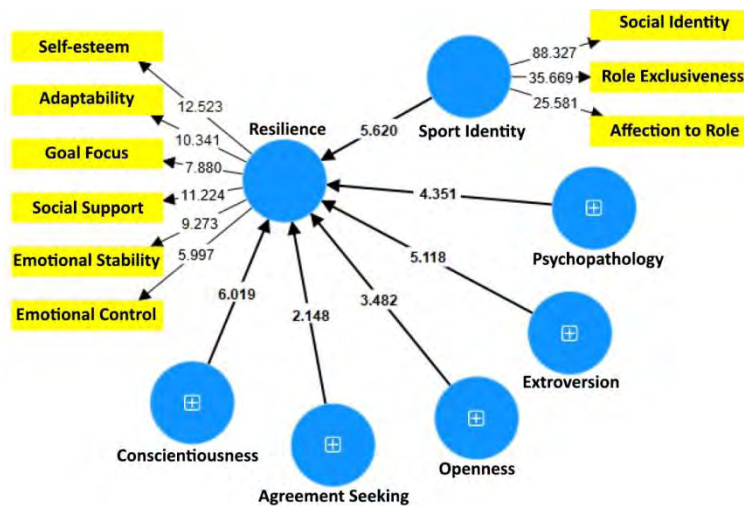 Self-esteem
Adaptability
Goal Focus
Social Support
Emotional Stability
Emotional Control
12.523
10.341
7.880
11.224
9.273
5.997
Resilience
5.620
Sport Identity
88.327
35.669
25.581
Social Identity
Role Exclusiveness
Affection to Role
4.351
Psychopathology
5.118
Extroversion
3.482
Openness
2.148
Agreement Seeking
6.019
Conscientiousness